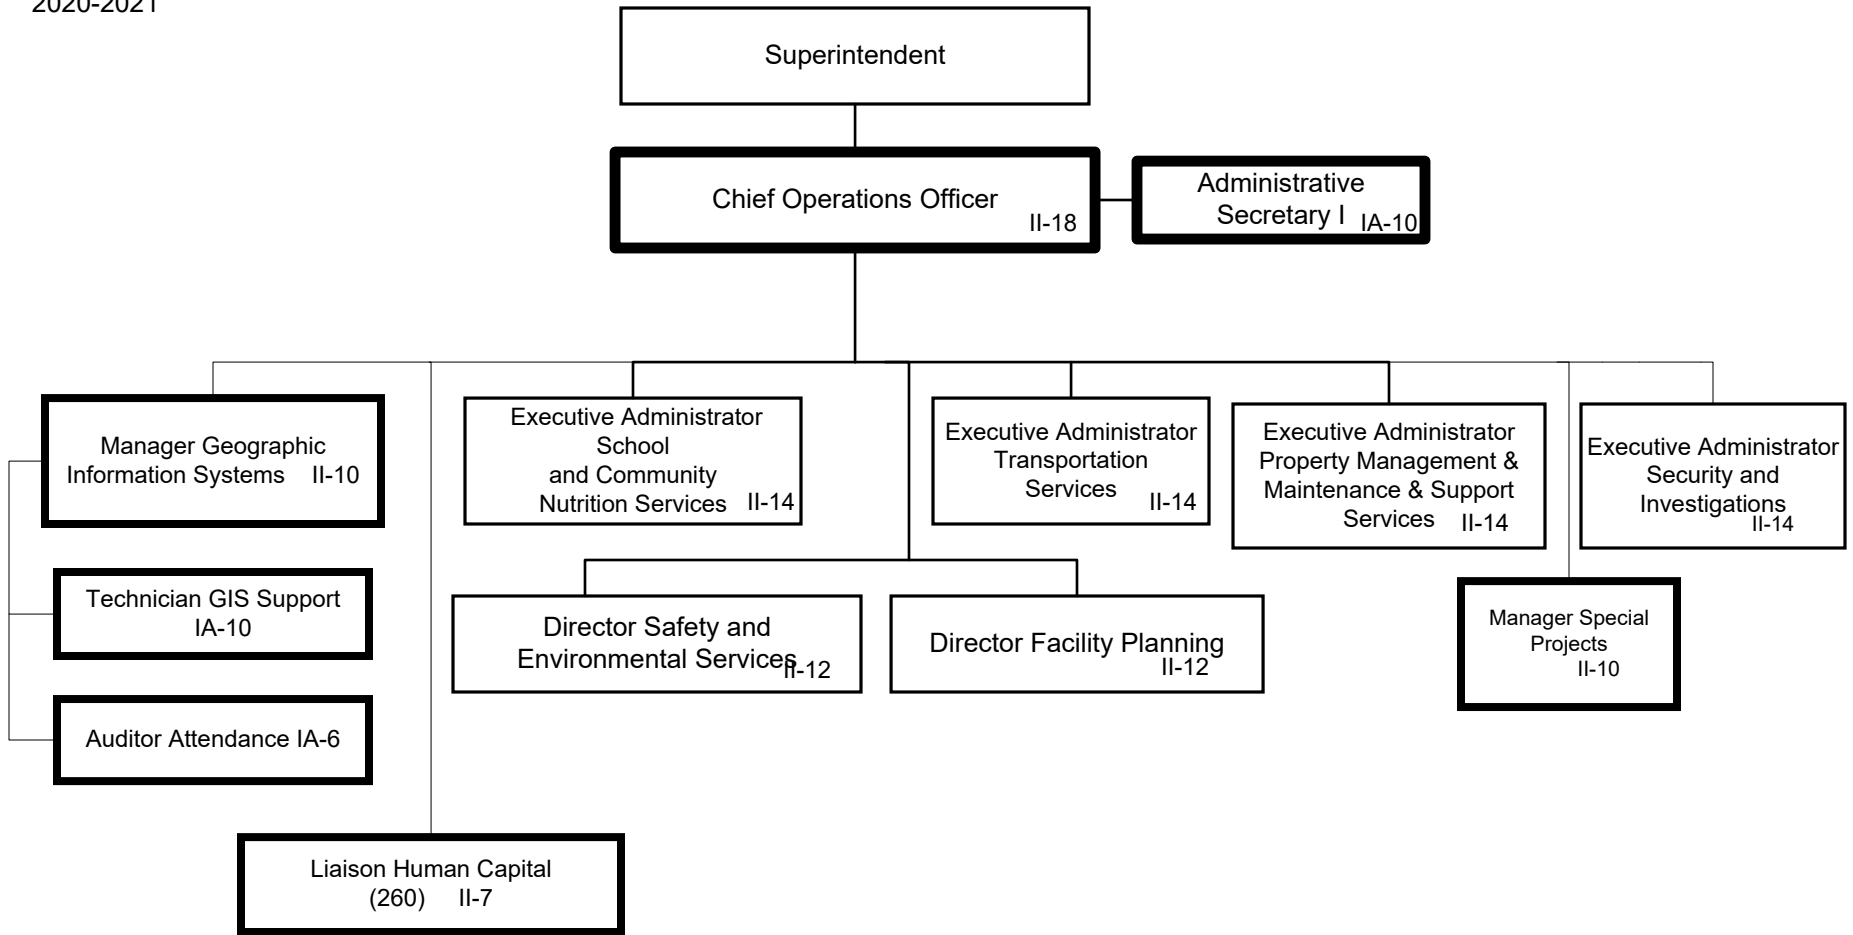 2020-2021
Superintendent
Chief Operations Officer
II-18
Administrative
Secretary I IA-10
Manager Geographic
Information Systems II-10
Executive Administrator
School
and Community
Nutrition Services II-14
Executive Administrator
Transportation
Services
II-14
Executive Administrator
Property Management &
Maintenance & Support
Services II-14
Executive Administrator
Security and
Investigations
II-14
Technician GIS Support
IA-10
Director Safety and
Environmental Services
II-12
Director Facility Planning
II-12
Manager Special
Projects
II-10
Auditor Attendance IA-6
Liaison Human Capital
(260) II-7